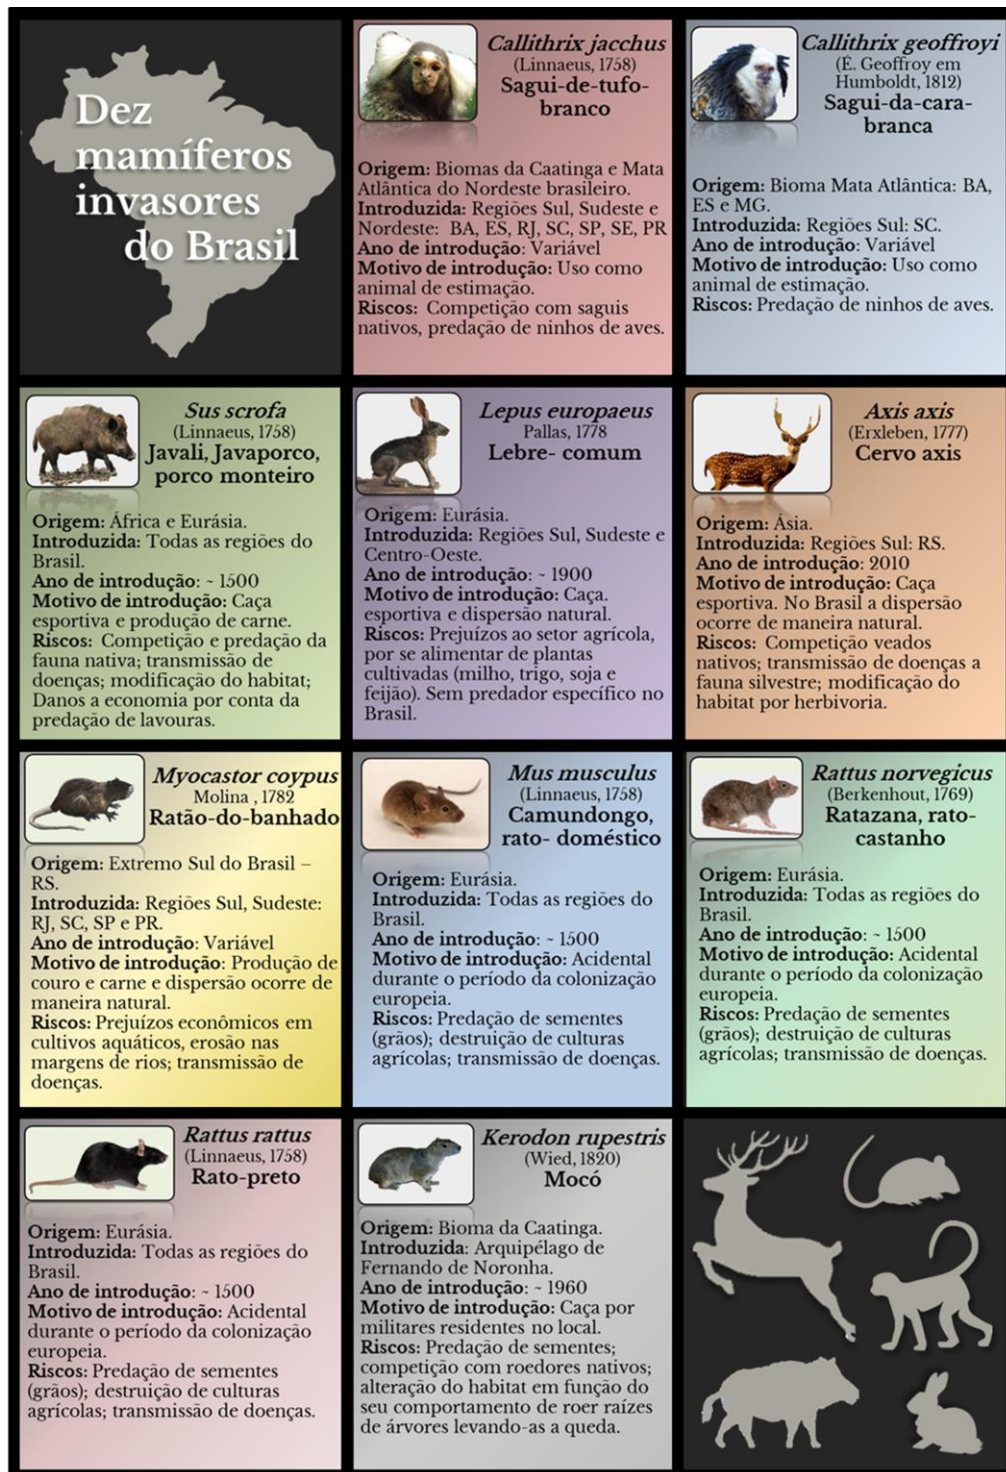 Dez
mamíferos
invasores
do Brasil
Callithrix jacchus
(Linnaeus, 1758)
Sagui-de-tufo-
branco
Origem: Biomas da Caatinga e Mata
Atlântica do Nordeste brasileiro.
Introduzida: Regiões Sul, Sudeste e
Nordeste: BA, ES, RJ, SC, SP, SE, PR
Ano de introdução: Variável
Motivo de introdução: Uso como
animal de estimação.
Riscos: Competição com saguis
nativos, predação de ninhos de aves.
Callithrix geoffroyi
(É. Geoffroy em
Humboldt, 1812)
Sagui-da-cara-
branca
Origem: Bioma Mata Atlântica: BA,
ES e MG.
Introduzida: Regiões Sul: SC.
Ano de introdução: Variável
Motivo de introdução: Uso como
animal de estimação.
Riscos: Predação de ninhos de aves.
Sus scrofa
(Linnaeus, 1758)
Javali, Javaporco,
porco monteiro
Origem: África e Eurásia.
Introduzida: Todas as regiões do
Brasil.
Ano de introdução: ~ 1500
Motivo de introdução: Caça
esportiva e produção de carne.
Riscos: Competição e predação da
fauna nativa; transmissão de
doenças; modificação do habitat;
Danos a economia por conta da
predação de lavouras.
Lepus europaeus
Pallas, 1778
Lebre- comum
Origem: Eurásia.
Introduzida: Regiões Sul, Sudeste e
Centro-Oeste.
Ano de introdução: ~ 1900
Motivo de introdução: Caça.
esportiva e dispersão natural.
Riscos: Prejuízos ao setor agrícola,
por se alimentar de plantas
cultivadas (milho, trigo, soja e
feijão). Sem predador específico no
Brasil.
Axis axis
(Erxleben, 1777)
Cervo axis
Origem: Ásia.
Introduzida: Regiões Sul: RS.
Ano de introdução: 2010
Motivo de introdução: Caça
esportiva. No Brasil a dispersão
ocorre de maneira natural.
Riscos: Competição veados
nativos; transmissão de doenças a
fauna silvestre; modificação do
habitat por herbivoria.
Myocastor coypus
Molina , 1782
Ratão-do-banhado
Origem: Extremo Sul do Brasil –
RS.
Introduzida: Regiões Sul, Sudeste:
RJ, SC, SP e PR.
Ano de introdução: Variável
Motivo de introdução: Produção de
couro e carne e dispersão ocorre de
maneira natural.
Riscos: Prejuízos econômicos em
cultivos aquáticos, erosão nas
margens de rios; transmissão de
doenças.
Mus musculus
(Linnaeus, 1758)
Camundongo,
rato- doméstico
Origem: Eurásia.
Introduzida: Todas as regiões do
Brasil.
Ano de introdução: ~ 1500
Motivo de introdução: Acidental
durante o período da colonização
europeia.
Riscos: Predação de sementes
(grãos); destruição de culturas
agrícolas; transmissão de doenças.
Rattus norvegicus
(Berkenhout, 1769)
Ratazana, rato-
castanho
Origem: Eurásia.
Introduzida: Todas as regiões do
Brasil.
Ano de introdução: ~ 1500
Motivo de introdução: Acidental
durante o período da colonização
europeia.
Riscos: Predação de sementes
(grãos); destruição de culturas
agrícolas; transmissão de doenças.
Rattus rattus
(Linnaeus, 1758)
Rato-preto
Origem: Eurásia.
Introduzida: Todas as regiões do
Brasil.
Ano de introdução: ~ 1500
Motivo de introdução: Acidental
durante o período da colonização
europeia.
Riscos: Predação de sementes
(grãos); destruição de culturas
agrícolas; transmissão de doenças.
Kerodon rupestris
(Wied, 1820)
Mocó
Origem: Bioma da Caatinga.
Introduzida: Arquipélago de
Fernando de Noronha.
Ano de introdução: ~ 1960
Motivo de introdução: Caça por
militares residentes no local.
Riscos: Predação de sementes;
competição com roedores nativos;
alteração do habitat em função do
seu comportamento de roer raízes
de árvores levando-as a queda.